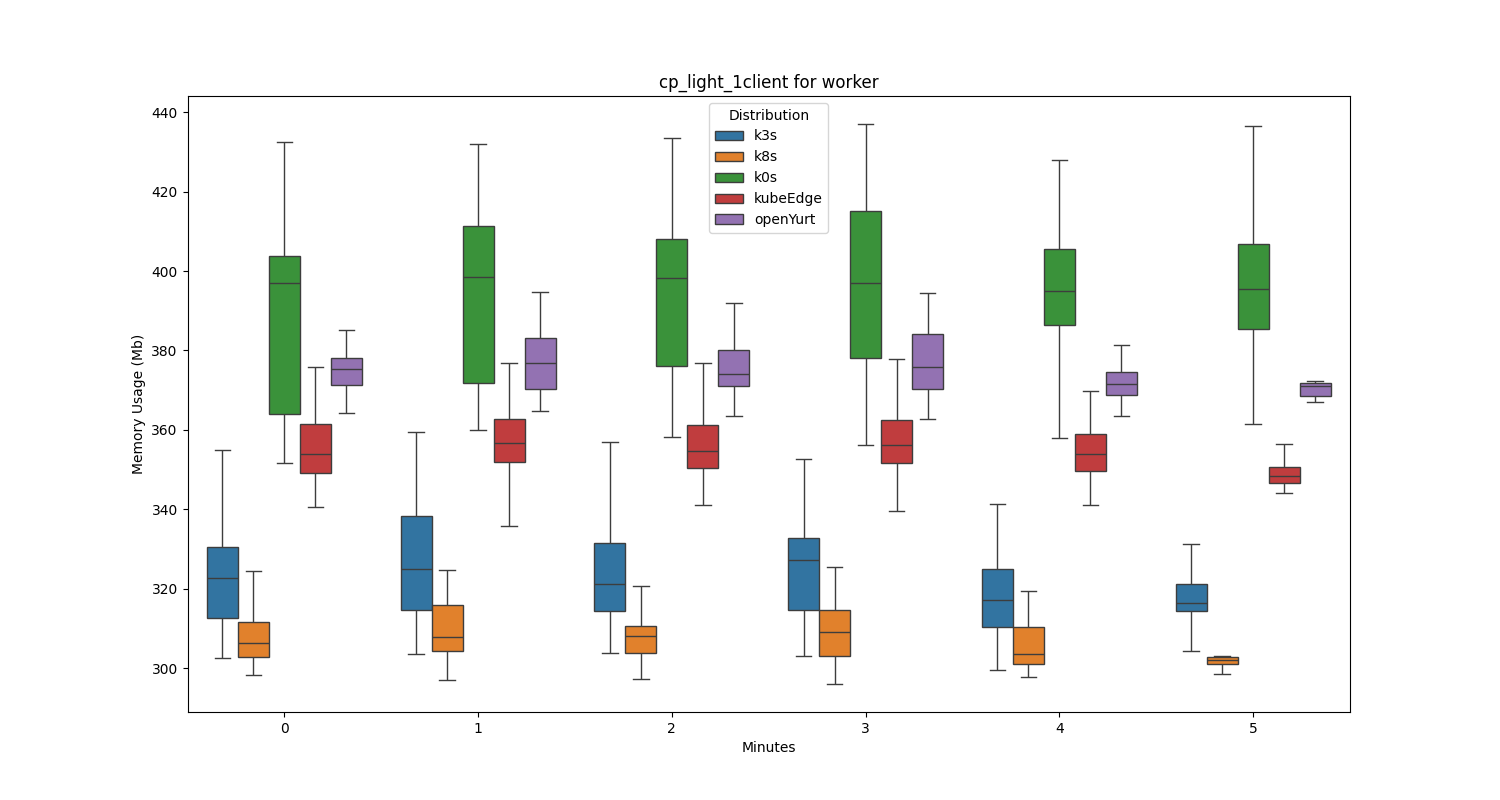 cp_light_1client for worker
Distribution
k3s
k8s
k0s
kubeEdge
openYurt
Memory Usage (Mb)
440
420
400
380
360
340
320
300
0 1 2 3 4 5
Minutes